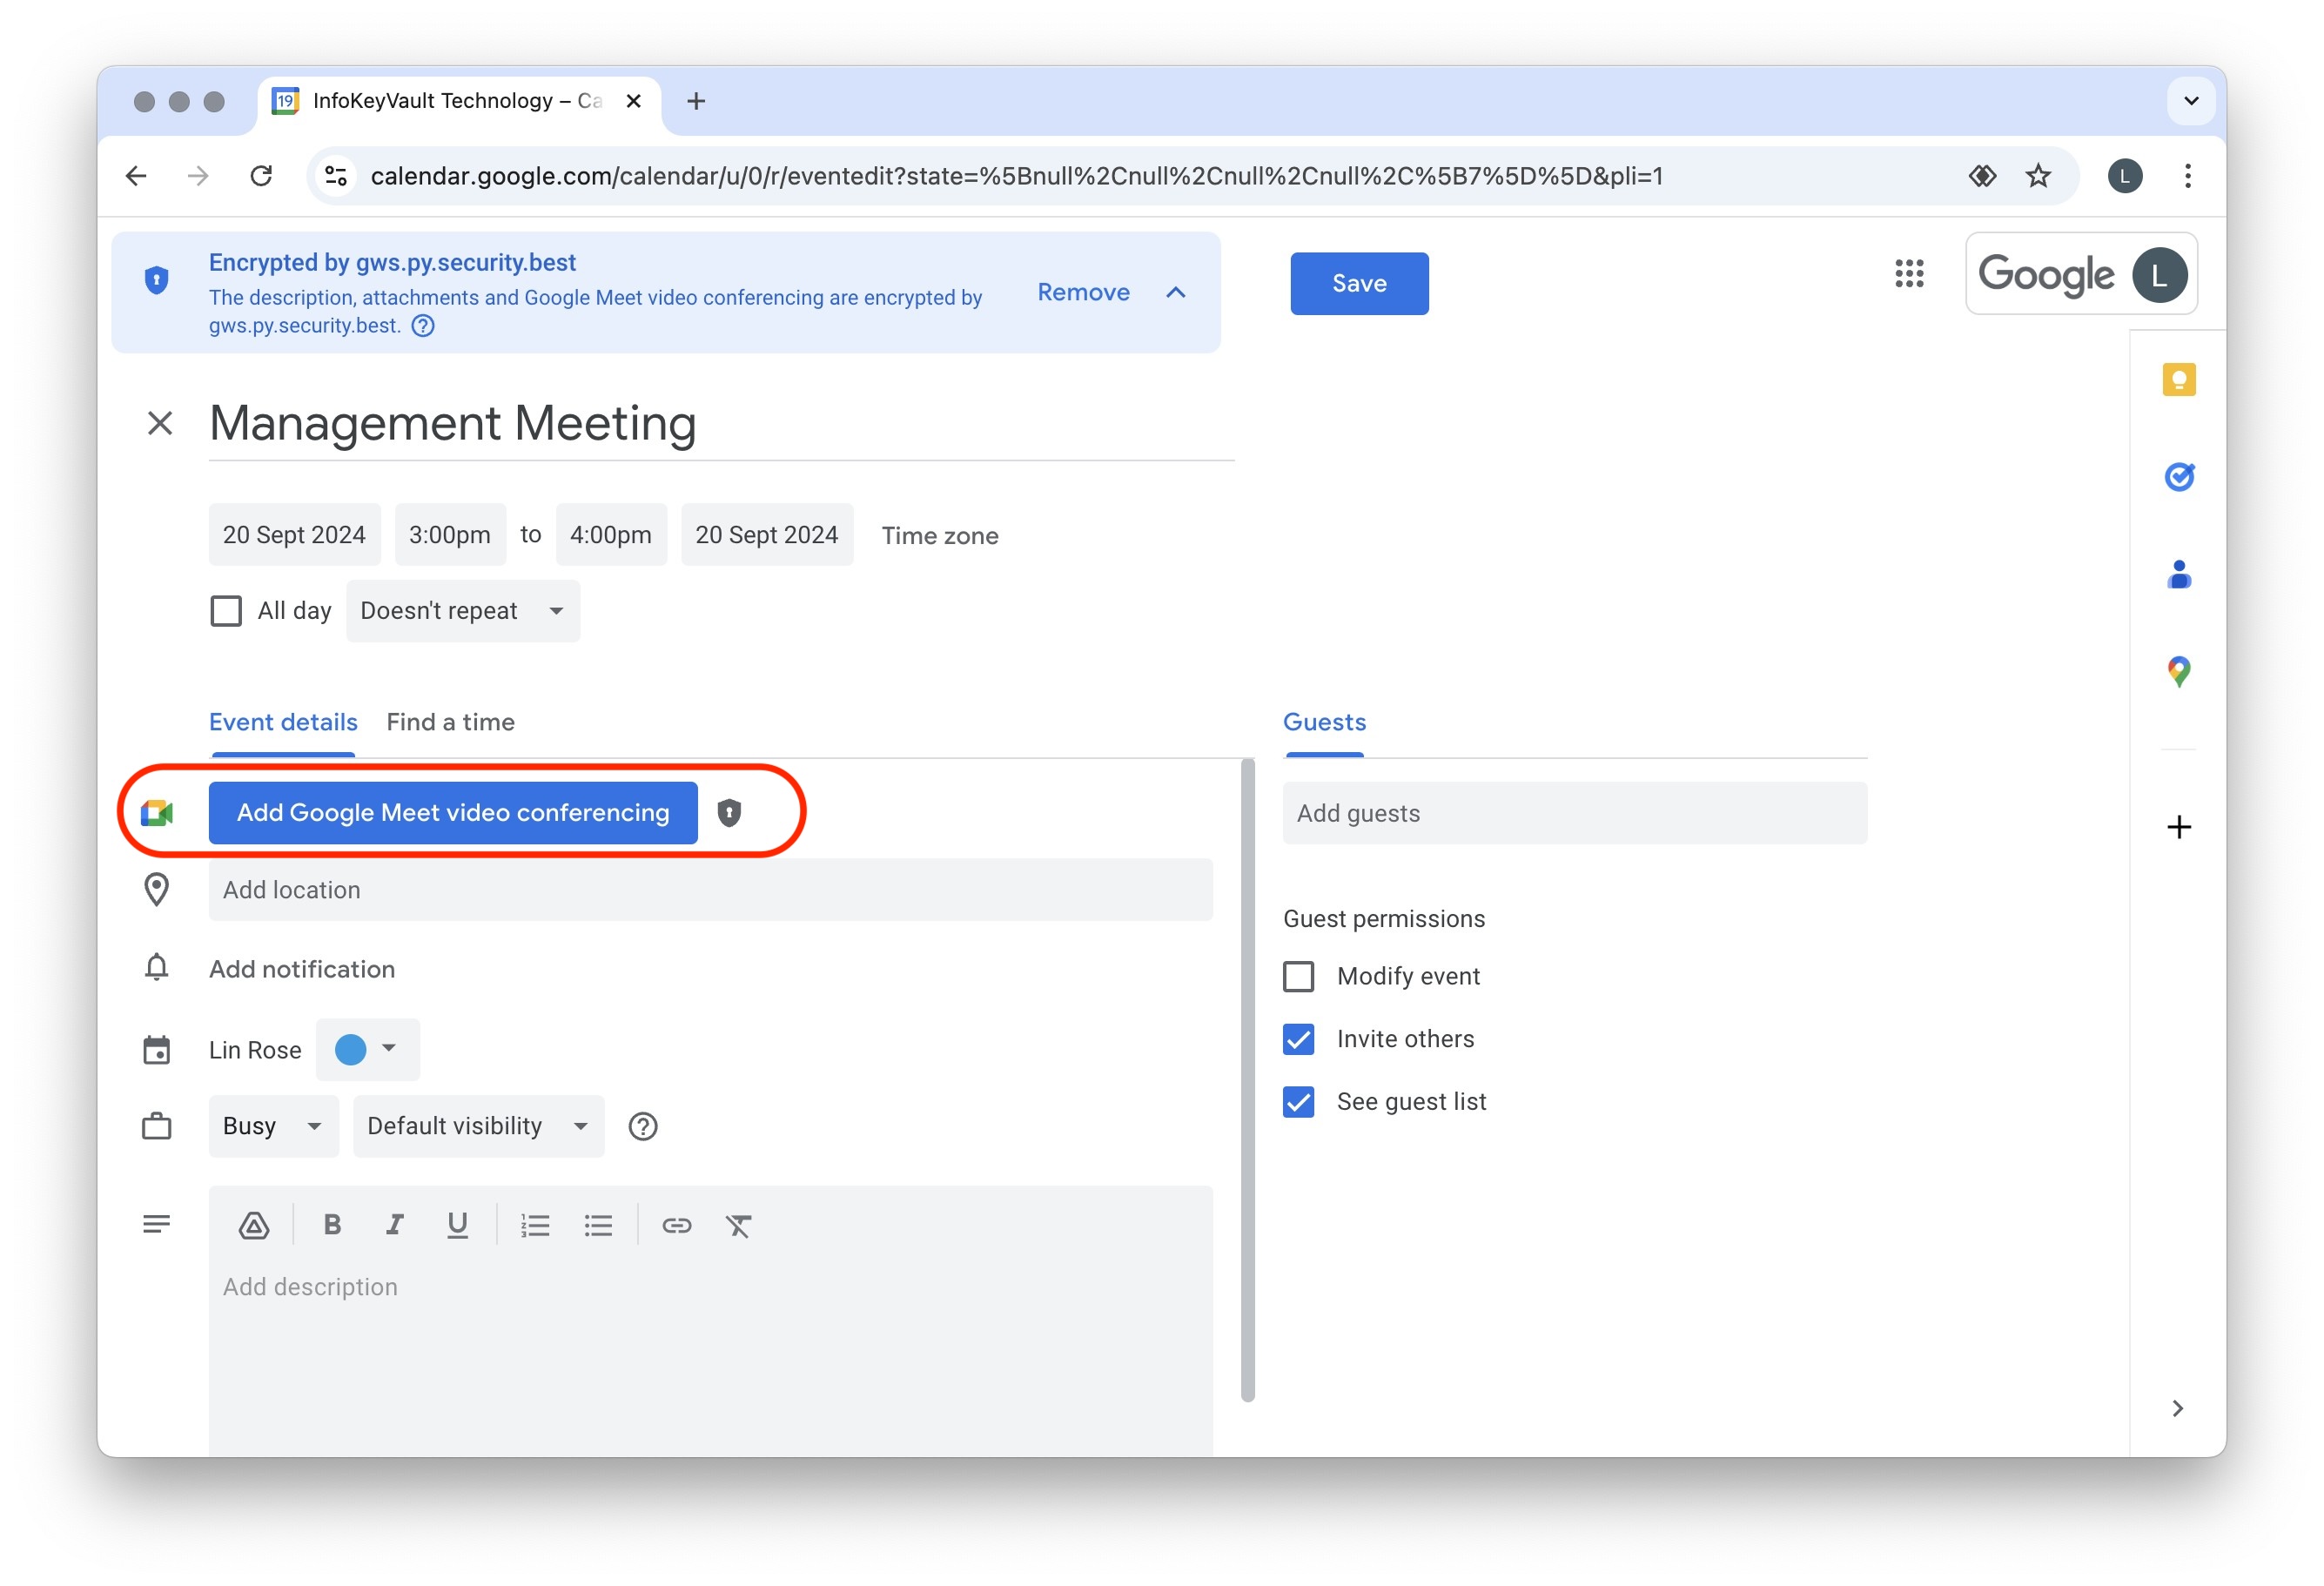 19
InfoKeyVault Technology – Ca
calendar.google.com/calendar/u/0/r/eventedit?state=%5Bnull%2Cnull%2Cnull%2Cnull%2C%5B7%5D%5D&pli=1
L
Encrypted by gws.py.security.best
The description, attachments and Google Meet video conferencing are encrypted by
gws.py.security.best.
Remove
Save
Google
L
Management Meeting
20 Sept 2024
3:00pm
to
4:00pm
20 Sept 2024
Time zone
All day
Doesn't repeat
Event details
Find a time
Guests
Add Google Meet video conferencing
Add guests
Add location
Guest permissions
Add notification
Modify event
Lin Rose
Invite others
Busy
Default visibility
See guest list
B I U
Add description